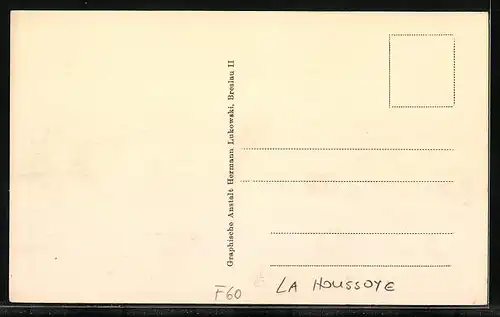 Graphische Anstalt Hermann Lukowski, Breslau II
F60
LA HOUSSOYE